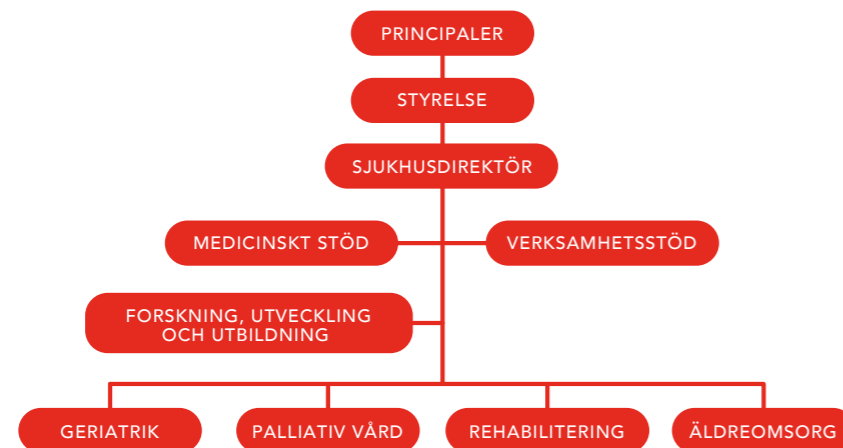 PRINCIPALER
STYRELSE
SJUKHUSDIREKTÖR
MEDICINSKT STÖD
VERKSAMHETSSTÖD
FORSKNING, UTVECKLING
OCH UTBILDNING
GERIATRIK
PALLIATIV VÅRD
REHABILITERING
ÄLDREOMSORG